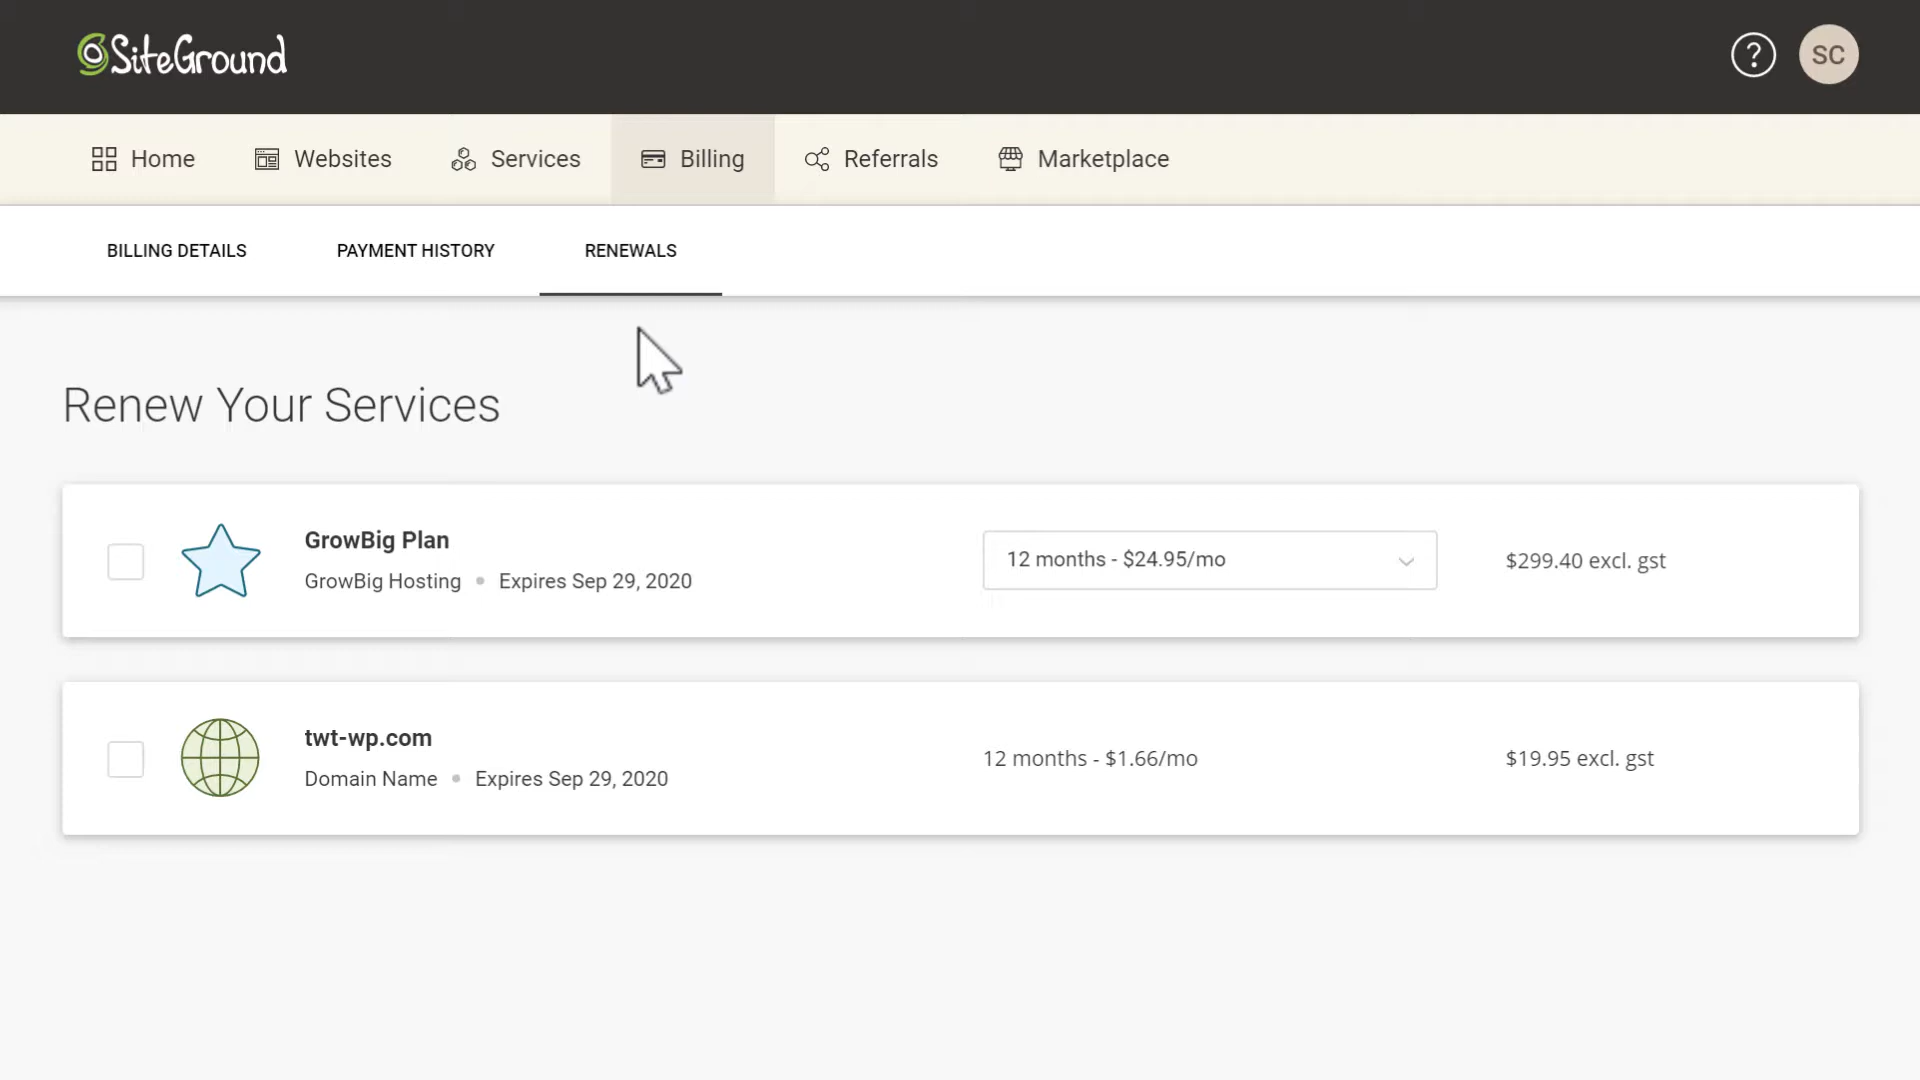 SiteGround
?
SC
Home
Websites
Services
Billing
Referrals
Marketplace
BILLING DETAILS
PAYMENT HISTORY
RENEWALS
Renew Your Services
GrowBig Plan
GrowBig Hosting • Expires Sep 29, 2020
12 months - $24.95/mo
$299.40 excl. gst
twt-wp.com
Domain Name • Expires Sep 29, 2020
12 months - $1.66/mo
$19.95 excl. gst